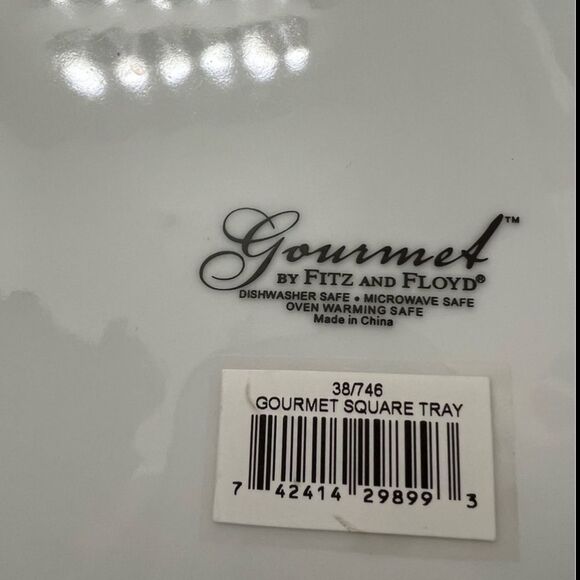 Gourmet™
BY FITZ AND FLOYD®
DISHWASHER SAFE • MICROWAVE SAFE
OVEN WARMING SAFE
Made in China
38/746
GOURMET SQUARE TRAY
7 42414 29899 3